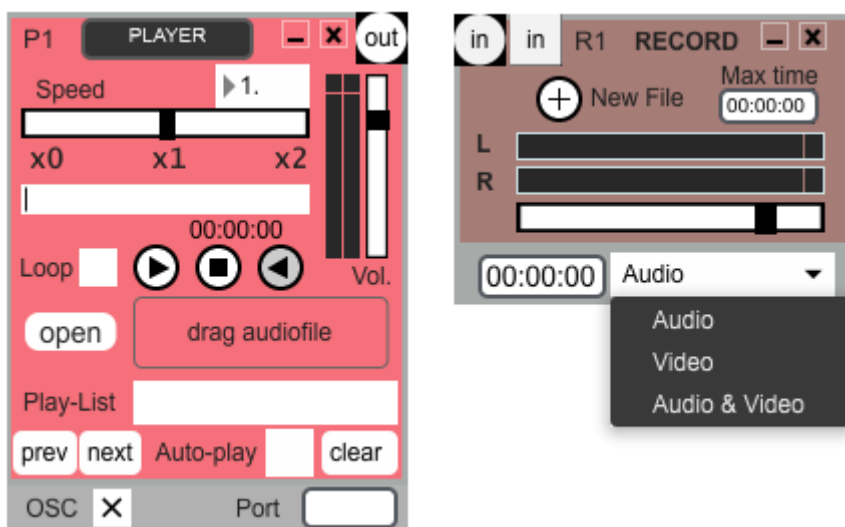 P1 PLAYER out
Speed 1.
x0 x1 x2
00:00:00
Loop Vol.
open drag audiofile
Play-List
prev next Auto-play clear
OSC Port
in in R1 RECORD
Max time
New File 00:00:00
L
R
00:00:00 Audio
Audio
Video
Audio & Video